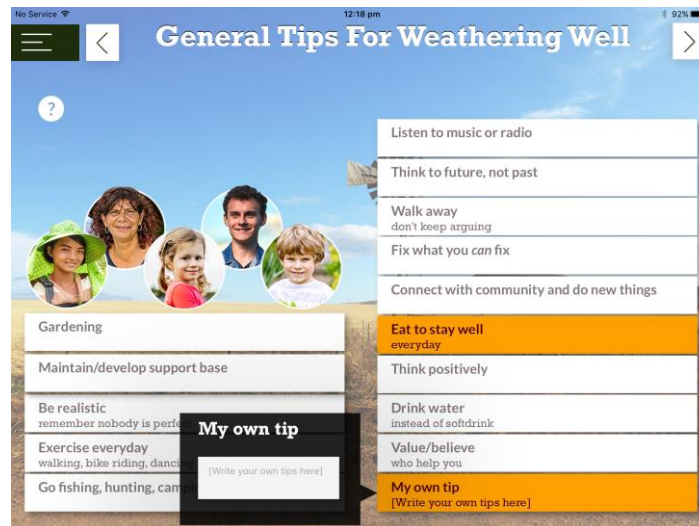 No Service
12:18 pm
92%
General Tips For Weathering Well
?
Listen to music or radio
Think to future, not past
Walk away
don't keep arguing
Fix what you can fix
Connect with community and do new things
Gardening
Eat to stay well
everyday
Maintain/develop support base
Think positively
Be realistic
remember nobody is perfect
Drink water
instead of softdrink
Exercise everyday
walking, bike riding, dancing
Value/believe
who help you
Go fishing, hunting,
My own tip
[Write your own tips here]
My own tip
[Write your own tips here]